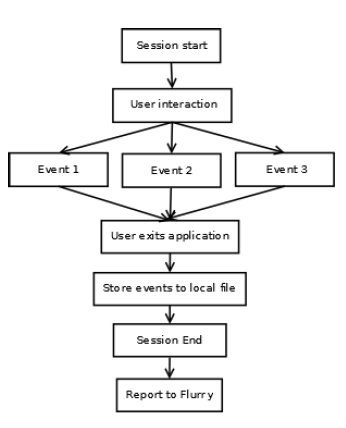 Session start
User interaction
Event 1
Event 2
Event 3
User exits application
Store events to local file
Session End
Report to Flurry